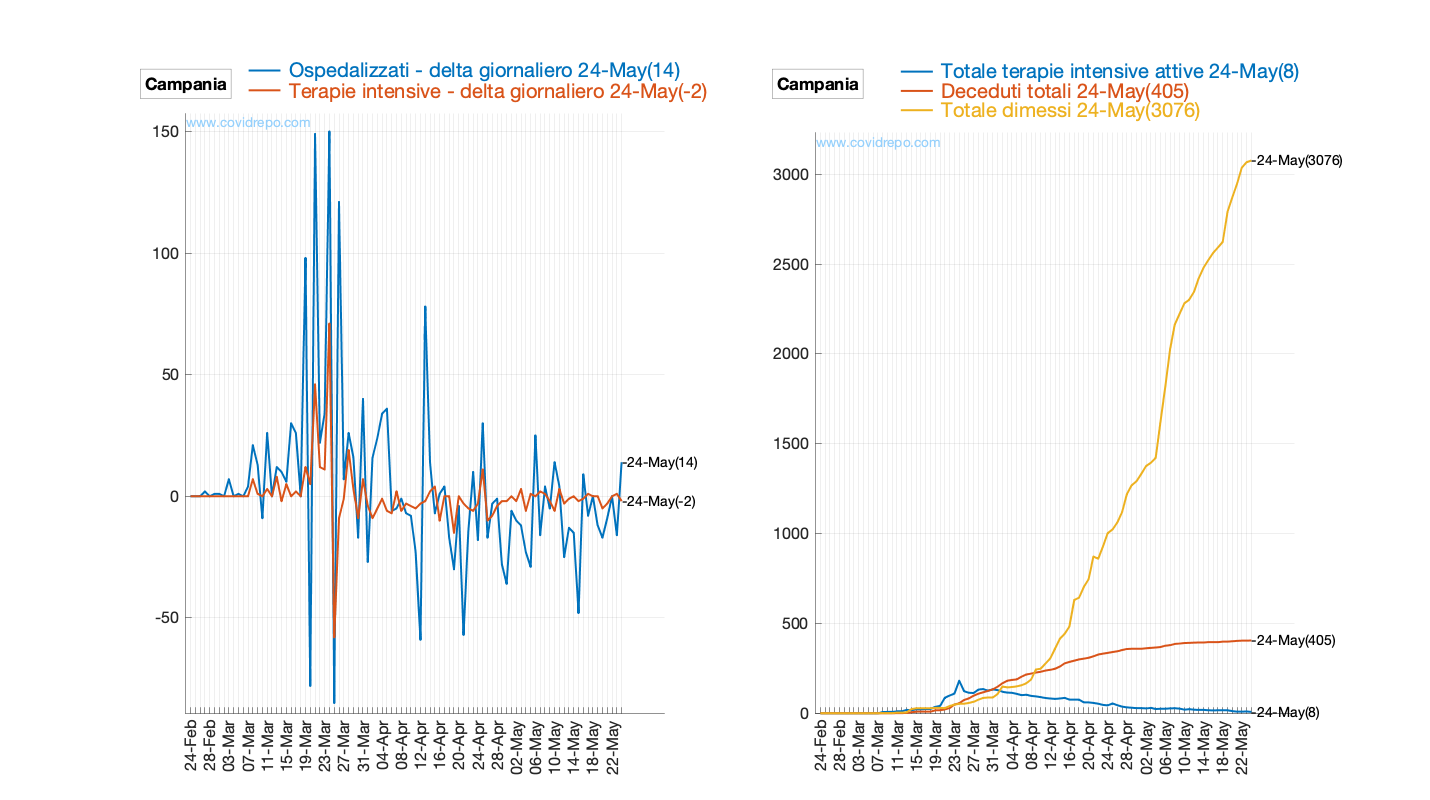 Campania
Ospedalizzati - delta giornaliero 24-May(14)
Terapie intensive - delta giornaliero 24-May(-2)
www.covidrepo.com
150
100
50
0
-50
24-May(14)
24-May(-2)
24-Feb
28-Feb
03-Mar
07-Mar
11-Mar
15-Mar
19-Mar
23-Mar
27-Mar
31-Mar
04-Apr
08-Apr
12-Apr
16-Apr
20-Apr
24-Apr
28-Apr
02-May
06-May
10-May
14-May
18-May
22-May
Campania
Totale terapie intensive attive 24-May(8)
Deceduti totali 24-May(405)
Totale dimessi 24-May(3076)
www.covidrepo.com
3000
2500
2000
1500
1000
500
0
24-May(3076)
24-May(405)
24-May(8)
24-Feb
28-Feb
03-Mar
07-Mar
11-Mar
15-Mar
19-Mar
23-Mar
27-Mar
31-Mar
04-Apr
08-Apr
12-Apr
16-Apr
20-Apr
24-Apr
28-Apr
02-May
06-May
10-May
14-May
18-May
22-May